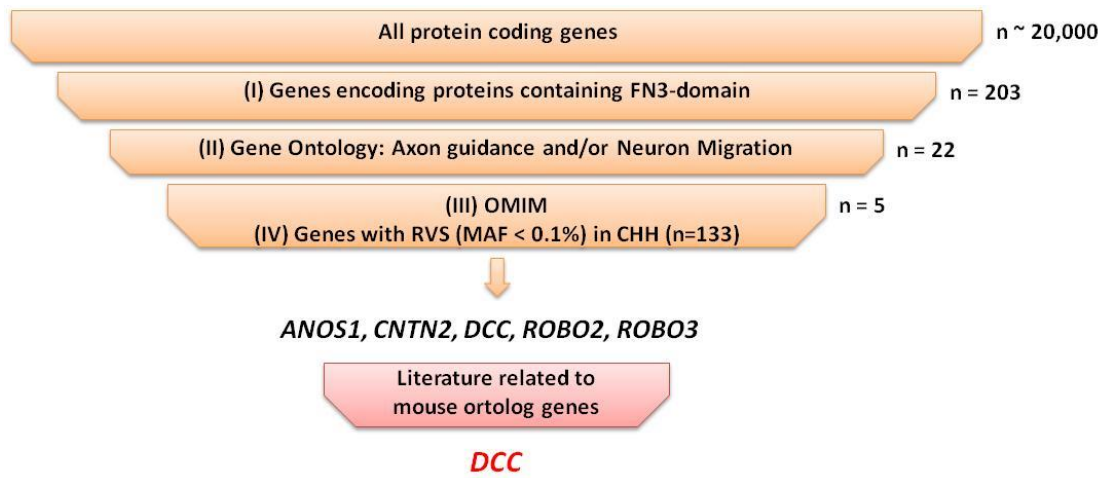 All protein coding genes
n ~ 20,000
(I) Genes encoding proteins containing FN3-domain
n = 203
(II) Gene Ontology: Axon guidance and/or Neuron Migration
n = 22
(III) OMIM
n = 5
(IV) Genes with RVS (MAF < 0.1%) in CHH (n=133)
ANOS1, CNTN2, DCC, ROBO2, ROBO3
Literature related to
mouse ortolog genes
DCC